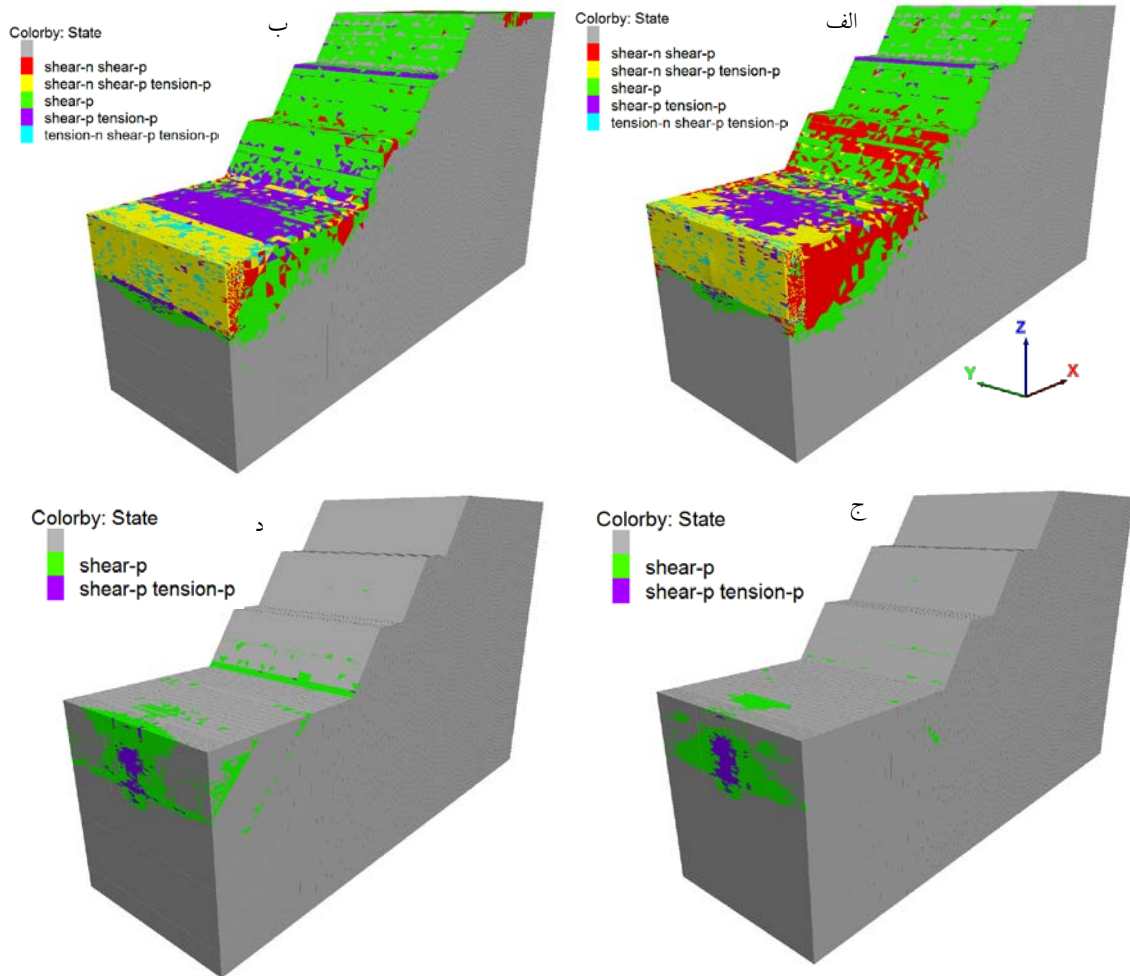 ب
Colorby: State
shear-n shear-p
shear-n shear-p tension-p
shear-p
shear-p tension-p
tension-n shear-p tension-p
الف
Colorby: State
shear-n shear-p
shear-n shear-p tension-p
shear-p
shear-p tension-p
tension-n shear-p tension-p
Z
Y
X
د
Colorby: State
shear-p
shear-p tension-p
ج
Colorby: State
shear-p
shear-p tension-p